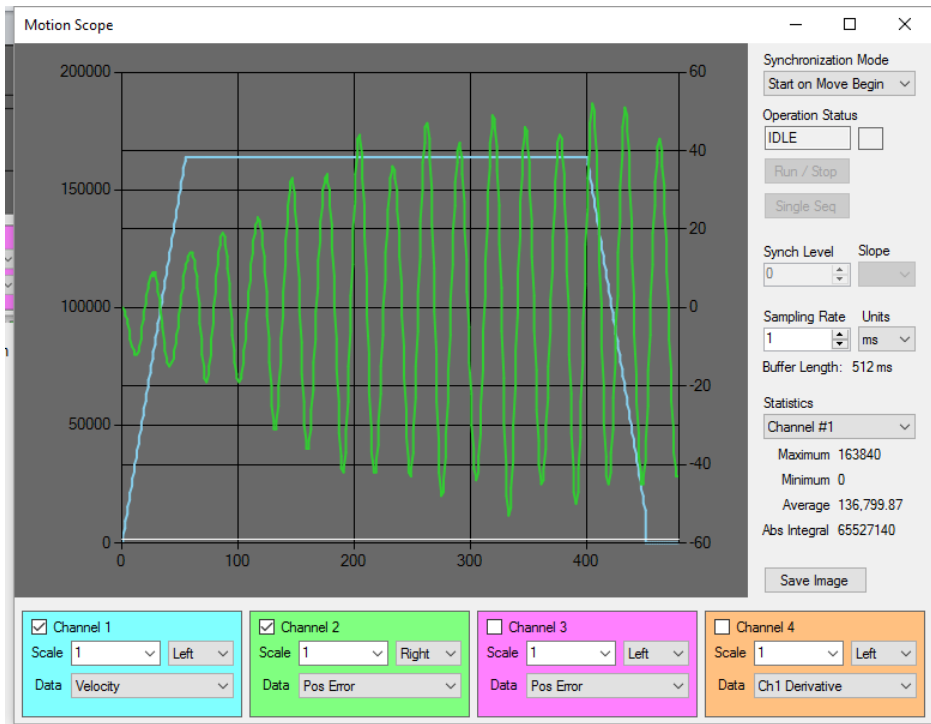 Motion Scope
200000
150000
100000
50000
0
60
40
20
0
-20
-40
-60
0
100
200
300
400
Synchronization Mode
Start on Move Begin
Operation Status
IDLE
Run / Stop
Single Seq
Synch Level Slope
0
Sampling Rate Units
1 ms
Buffer Length: 512 ms
Statistics
Channel #1
Maximum 163840
Minimum 0
Average 136,799.87
Abs Integral 65527140
Save Image
Channel 1
Scale 1 Left
Data Velocity
Channel 2
Scale 1 Right
Data Pos Error
Channel 3
Scale 1 Left
Data Pos Error
Channel 4
Scale 1 Left
Data Ch1 Derivative